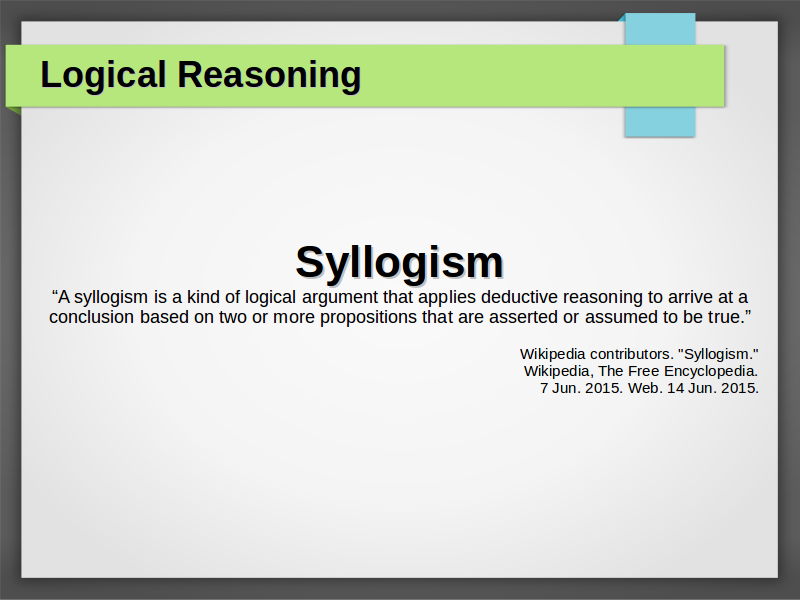 Logical Reasoning
Syllogism
“A syllogism is a kind of logical argument that applies deductive reasoning to arrive at a
conclusion based on two or more propositions that are asserted or assumed to be true.”
Wikipedia contributors. "Syllogism."
Wikipedia, The Free Encyclopedia.
7 Jun. 2015. Web. 14 Jun. 2015.